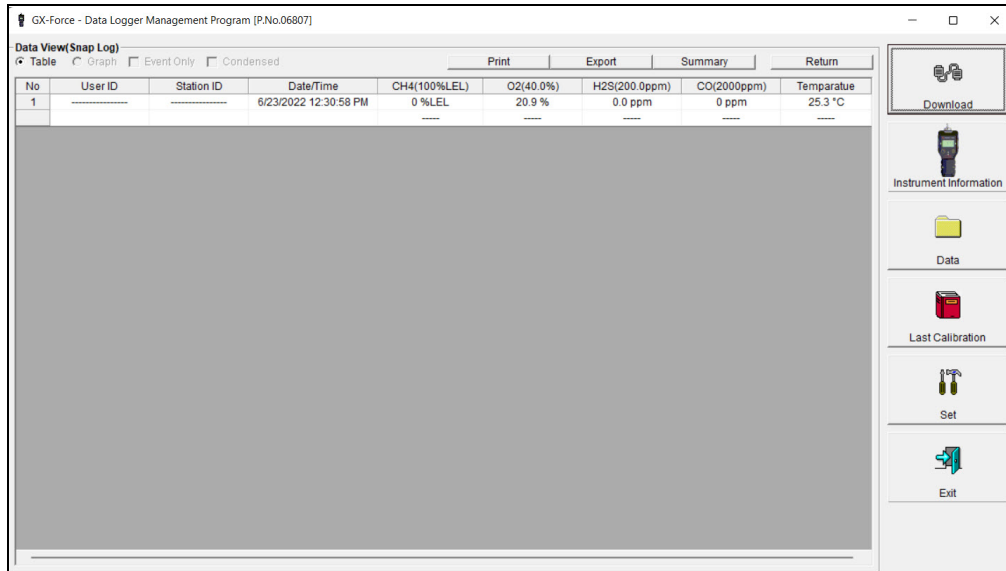 GX-Force - Data Logger Management Program [P.No.06807]
Data View(Snap Log)
Table Graph Event Only Condensed Print Export Summary Return
No User ID Station ID Date/Time CH4(100%LEL) O2(40.0%) H2S(200.0ppm) CO(2000ppm) Temparatue
1 ---------------- ---------------- 6/23/2022 12:30:58 PM 0 %LEL 20.9 % 0.0 ppm 0 ppm 25.3 °C
----- ----- ----- ----- -----
Download
Instrument Information
Data
Last Calibration
Set
Exit